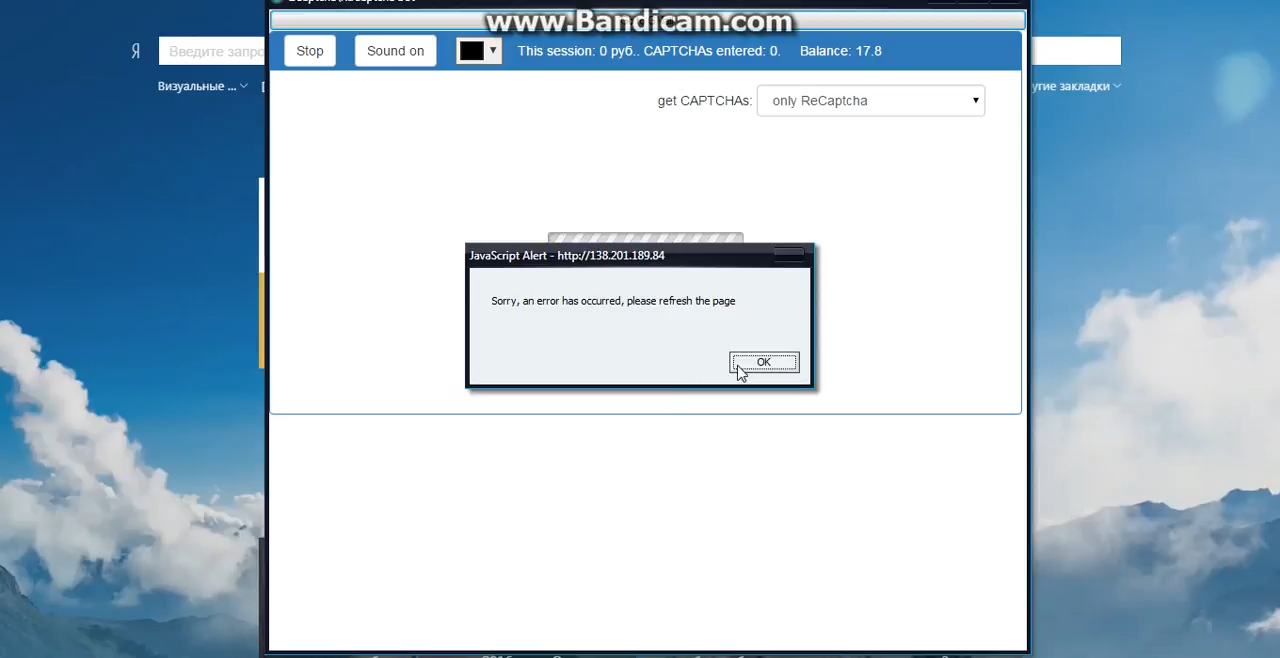 www.Bandicam.com
Я
Введите запро
Stop
Sound on
This session: 0 руб.. CAPTCHAs entered: 0.
Balance: 17.8
Визуальные ...
угие закладки
get CAPTCHAs:
only ReCaptcha
JavaScript Alert - http://138.201.189.84
Sorry, an error has occurred, please refresh the page
OK